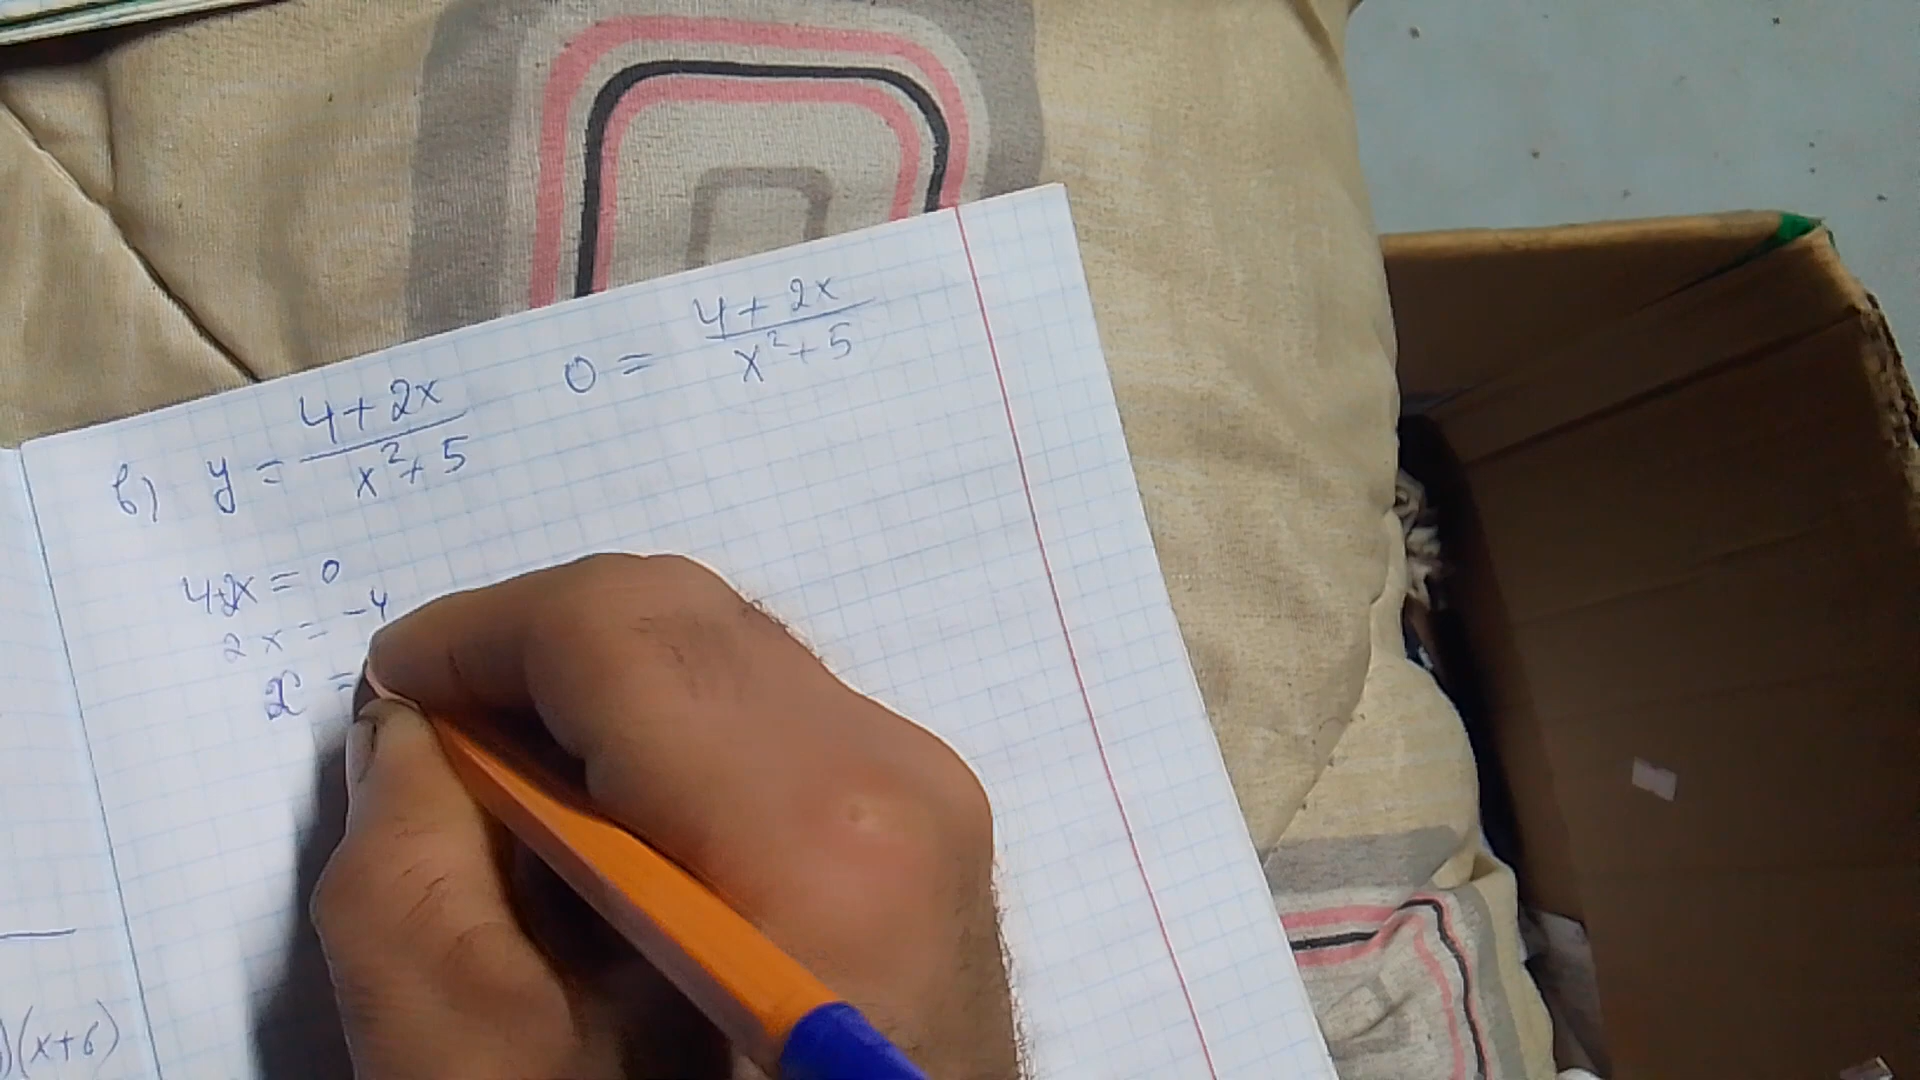 в) y = (4 + 2x)/(x² + 5)   0 = (4 + 2x)/(x² + 5)
4+2x = 0
2x = -4
x =
)(x+6)